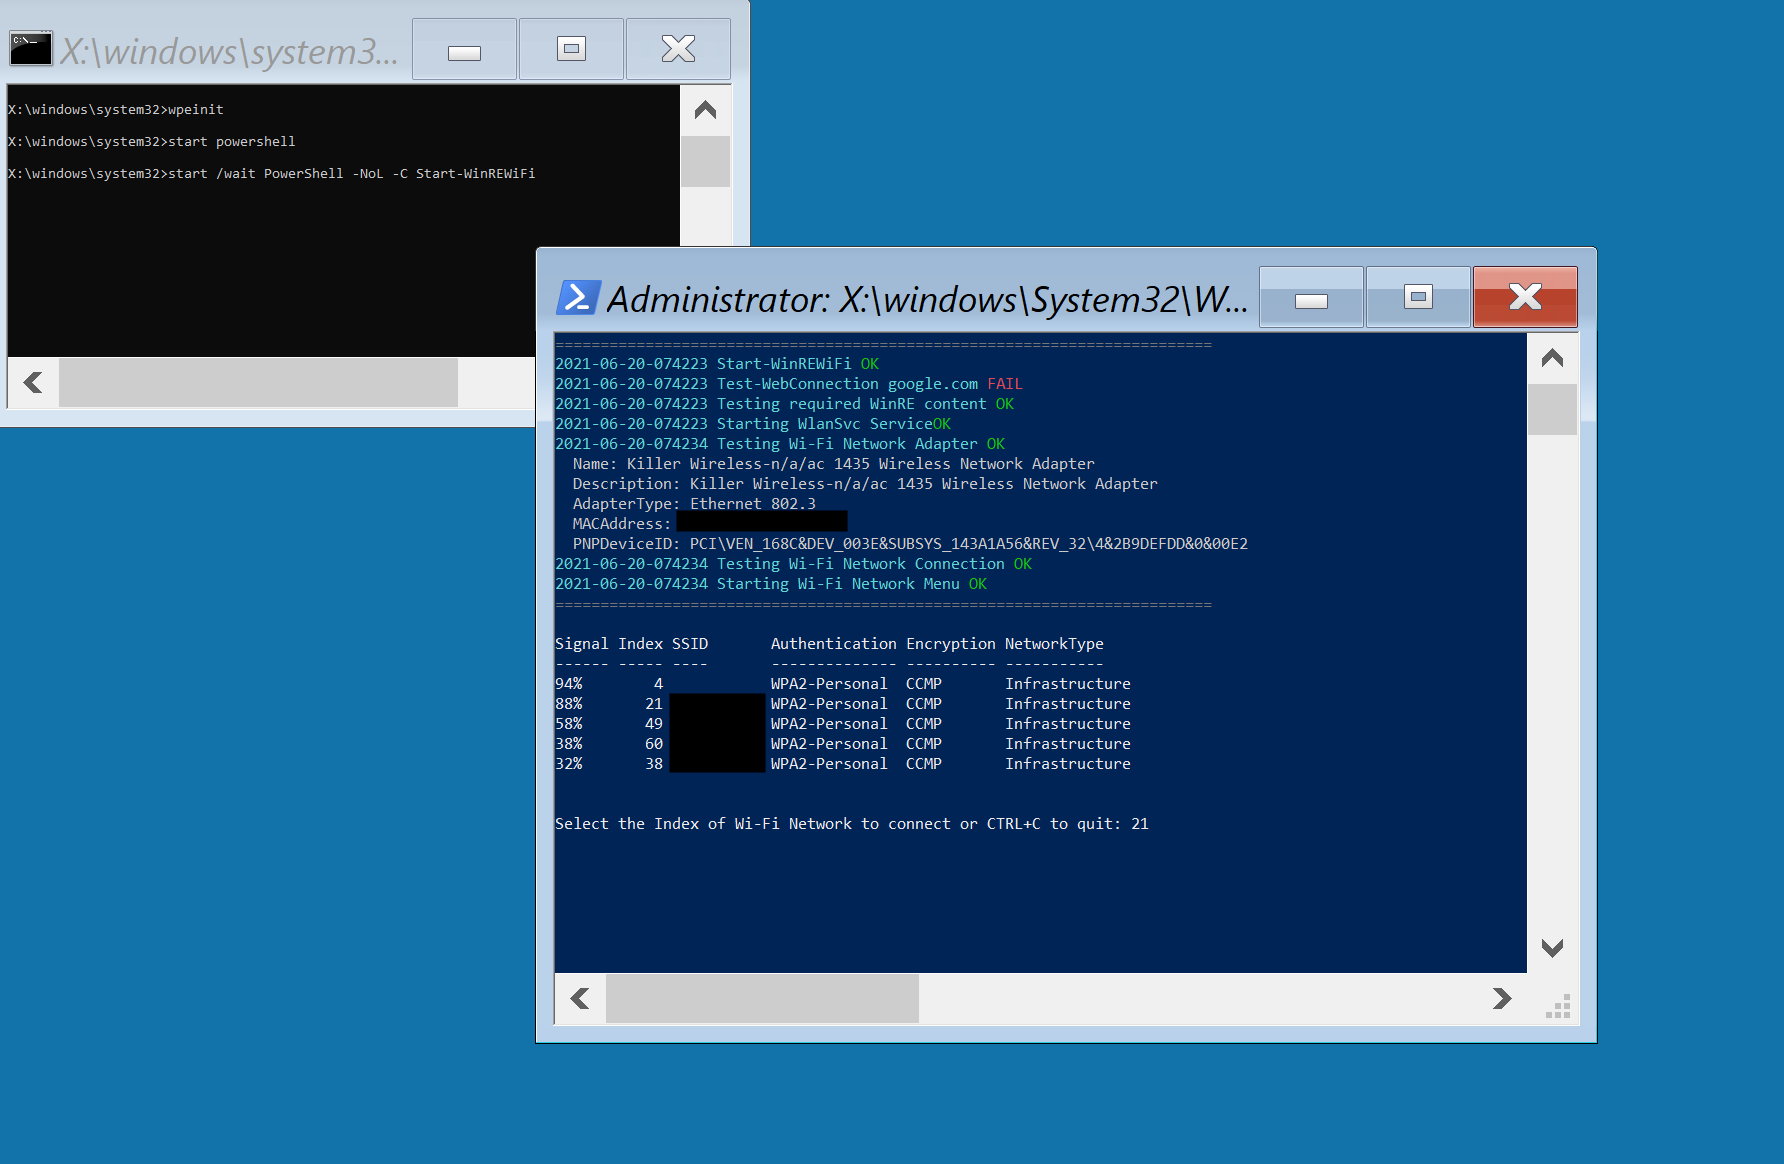 X:\windows\system3...
X:\windows\system32>wpeinit
X:\windows\system32>start powershell
X:\windows\system32>start /wait PowerShell -NoL -C Start-WinREWiFi
Administrator: X:\windows\System32\W...
=========================================================================
2021-06-20-074223 Start-WinREWiFi OK
2021-06-20-074223 Test-WebConnection google.com FAIL
2021-06-20-074223 Testing required WinRE content OK
2021-06-20-074223 Starting WlanSvc ServiceOK
2021-06-20-074234 Testing Wi-Fi Network Adapter OK
Name: Killer Wireless-n/a/ac 1435 Wireless Network Adapter
Description: Killer Wireless-n/a/ac 1435 Wireless Network Adapter
AdapterType: Ethernet 802.3
MACAddress:
PNPDeviceID: PCI\VEN_168C&DEV_003E&SUBSYS_143A1A56&REV_32\4&2B9DEFDD&0&00E2
2021-06-20-074234 Testing Wi-Fi Network Connection OK
2021-06-20-074234 Starting Wi-Fi Network Menu OK
=========================================================================
Signal Index SSID Authentication Encryption NetworkType
------ ----- ---- -------------- ---------- -----------
94% 4 WPA2-Personal CCMP Infrastructure
88% 21 WPA2-Personal CCMP Infrastructure
58% 49 WPA2-Personal CCMP Infrastructure
38% 60 WPA2-Personal CCMP Infrastructure
32% 38 WPA2-Personal CCMP Infrastructure
Select the Index of Wi-Fi Network to connect or CTRL+C to quit: 21